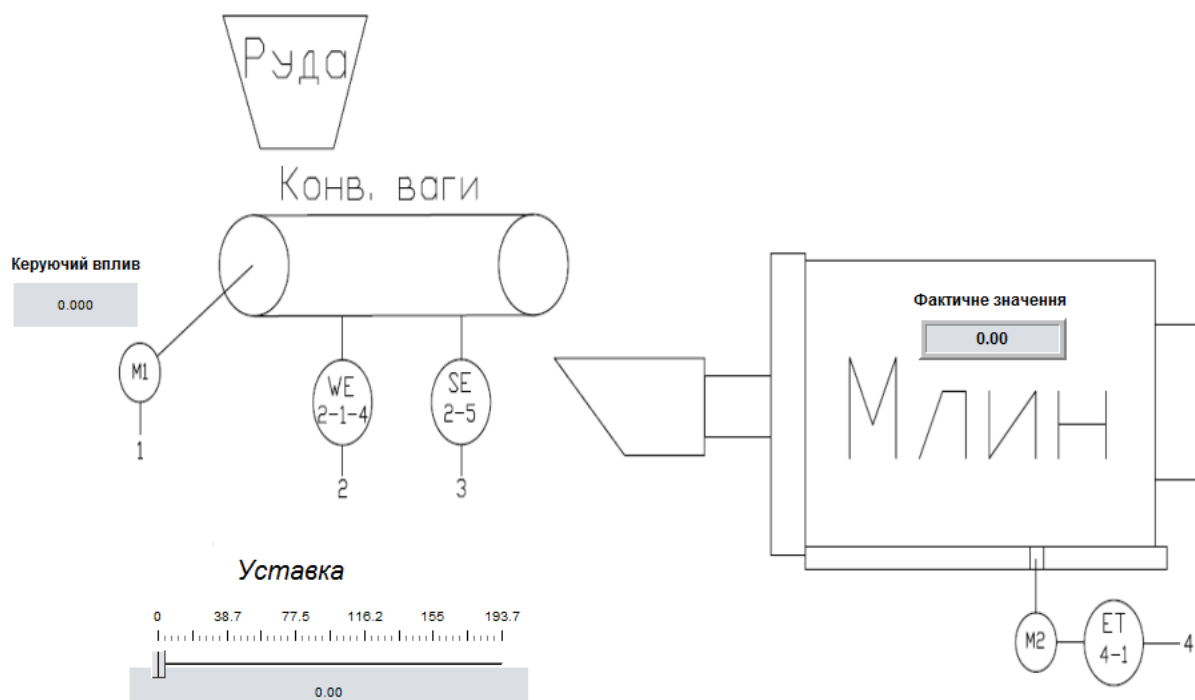 Руда
Конв. ваги
Керуючий вплив
0.000
M1
1
WE
2-1-4
2
SE
2-5
3
Фактичне значення
0.00
Млин
Уставка
0 38.7 77.5 116.2 155 193.7
0.00
M2
ET
4-1
4